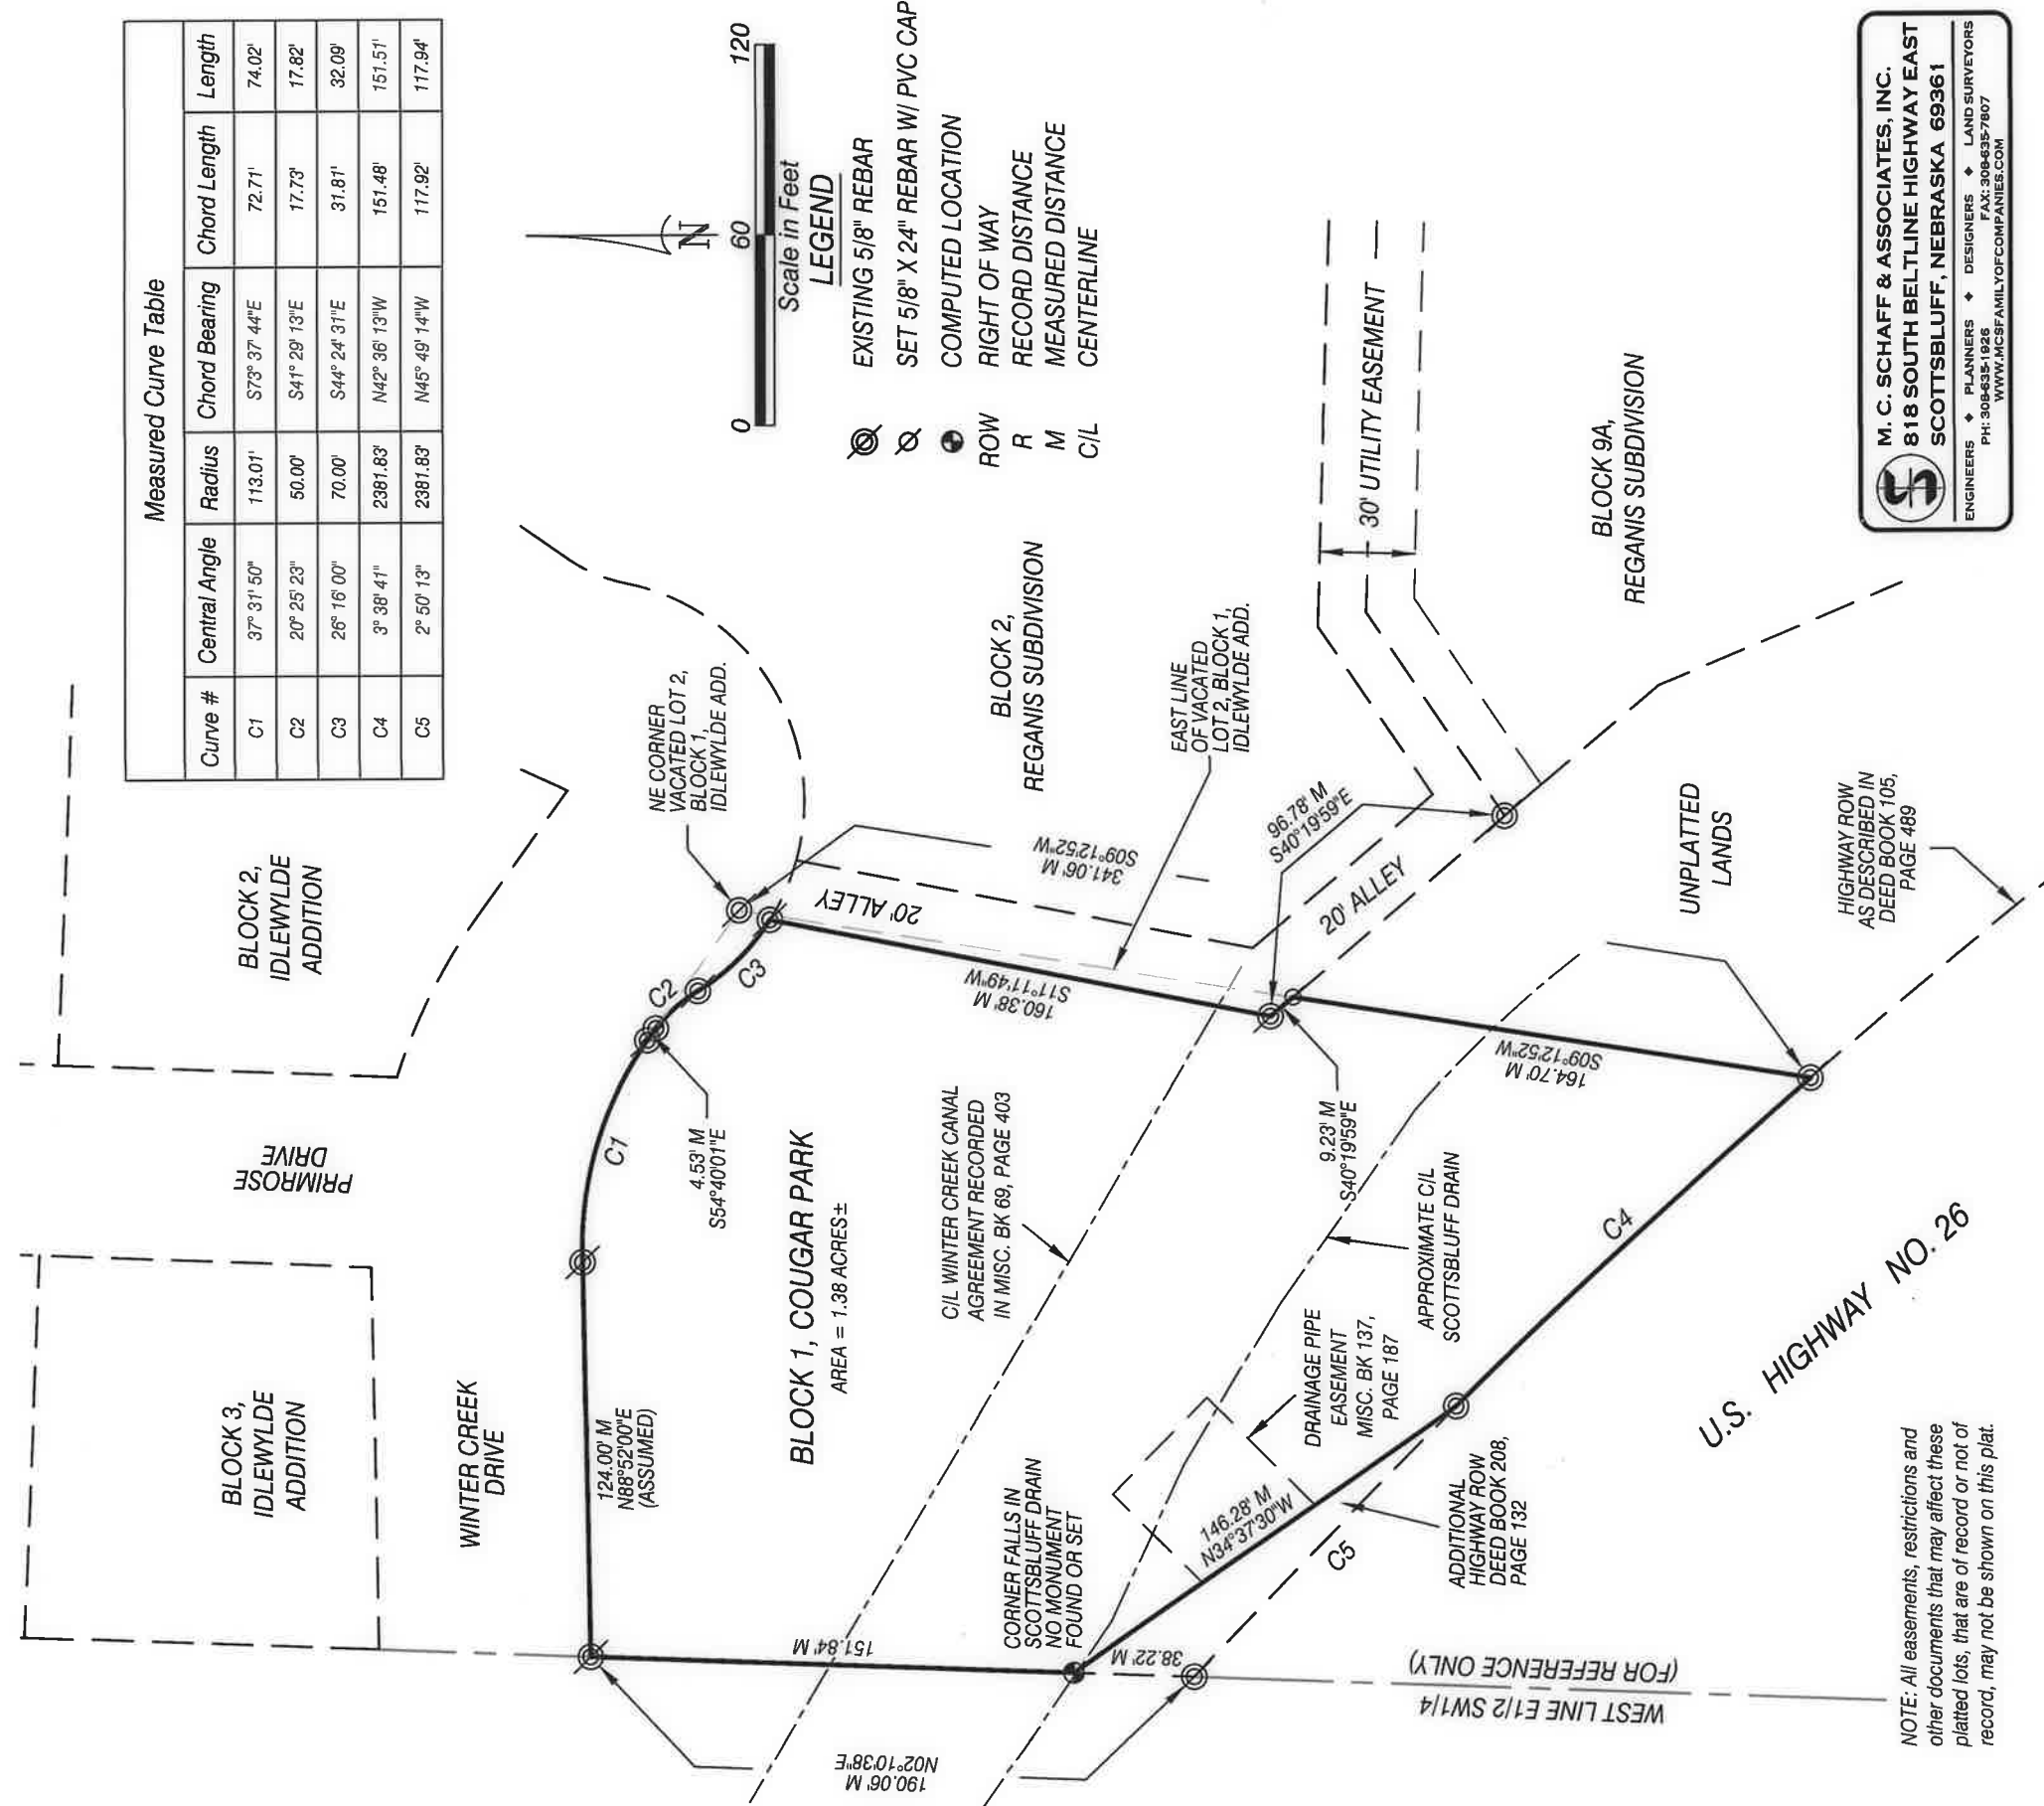 Measured Curve Table
Curve # Central Angle Radius Chord Bearing Chord Length Length
C1 37° 31' 50" 113.01' S73° 37' 44"E 72.71' 74.02'
C2 20° 25' 23" 50.00' S41° 29' 13"E 17.73' 17.82'
C3 26° 16' 00" 70.00' S44° 24' 31"E 31.81' 32.09'
C4 3° 38' 41" 2381.83' N42° 36' 13"W 151.48' 151.51'
C5 2° 50' 13" 2381.83' N45° 49' 14"W 117.92' 117.94'
N
0 60 120
Scale in Feet
LEGEND
EXISTING 5/8" REBAR
SET 5/8" X 24" REBAR W/ PVC CAP
COMPUTED LOCATION
ROW RIGHT OF WAY
R RECORD DISTANCE
M MEASURED DISTANCE
C/L CENTERLINE
BLOCK 3,
IDLEWYLDE
ADDITION
PRIMROSE
DRIVE
BLOCK 2,
IDLEWYLDE
ADDITION
WINTER CREEK
DRIVE
124.00' M
N88°52'00"E
(ASSUMED)
C1
4.53' M
S54°40'01"E
C2
C3
NE CORNER
VACATED LOT 2,
BLOCK 1,
IDLEWYLDE ADD.
BLOCK 1, COUGAR PARK
AREA = 1.38 ACRES±
20' ALLEY
341.06' M
S09°12'52"W
160.38' M
S11°11'49"W
BLOCK 2,
REGANIS SUBDIVISION
EAST LINE
OF VACATED
LOT 2, BLOCK 1,
IDLEWYLDE ADD.
96.78' M
S40°19'59"E
20' ALLEY
30' UTILITY EASEMENT
BLOCK 9A,
REGANIS SUBDIVISION
151.84' M
190.06' M
N02°10'38"E
38.22' M
CORNER FALLS IN
SCOTTSBLUFF DRAIN
NO MONUMENT
FOUND OR SET
C/L WINTER CREEK CANAL
AGREEMENT RECORDED
IN MISC. BK 69, PAGE 403
9.23' M
S40°19'59"E
164.70' M
S09°12'52"W
DRAINAGE PIPE
EASEMENT
MISC. BK 137,
PAGE 187
APPROXIMATE C/L
SCOTTSBLUFF DRAIN
146.28' M
N34°37'30"W
C5
C4
ADDITIONAL
HIGHWAY ROW
DEED BOOK 208,
PAGE 132
UNPLATTED
LANDS
HIGHWAY ROW
AS DESCRIBED IN
DEED BOOK 105,
PAGE 489
WEST LINE E1/2 SW1/4
(FOR REFERENCE ONLY)
U.S. HIGHWAY NO. 26
NOTE: All easements, restrictions and
other documents that may affect these
platted lots, that are of record or not of
record, may not be shown on this plat.
M. C. SCHAFF & ASSOCIATES, INC.
818 SOUTH BELTLINE HIGHWAY EAST
SCOTTSBLUFF, NEBRASKA 69361
ENGINEERS ♦ PLANNERS ♦ DESIGNERS ♦ LAND SURVEYORS
PH: 308-635-1926 FAX: 308-635-7807
WWW.MCSFAMILYOFCOMPANIES.COM